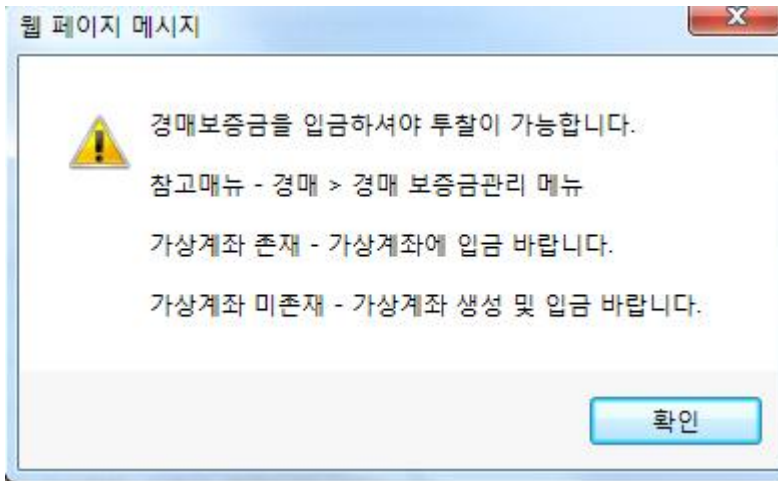 웹 페이지 메시지
경매보증금을 입금하셔야 투찰이 가능합니다.
참고매뉴 - 경매 > 경매 보증금관리 메뉴
가상계좌 존재 - 가상계좌에 입금 바랍니다.
가상계좌 미존재 - 가상계좌 생성 및 입금 바랍니다.
확인